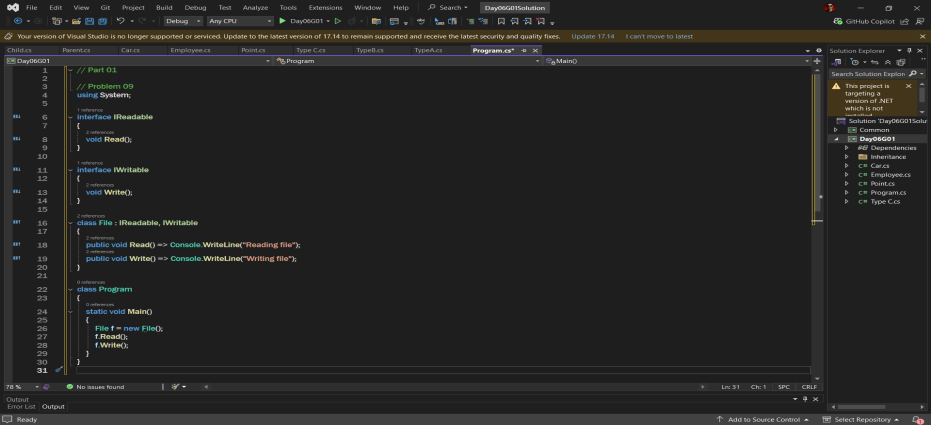 File Edit View Git Project Build Debug Test Analyze Tools Extensions Window Help Search Day06G01Solution
Debug Any CPU Day06G01 GitHub Copilot
Your version of Visual Studio is no longer supported or serviced. Update to the latest version of 17.14 to remain supported and receive the latest security and quality fixes. Update 17.14 I can't move to latest
Child.cs Parent.cs Car.cs Employee.cs Point.cs Type C.cs TypeB.cs TypeA.cs Program.cs*
Day06G01 Program Main()
1 // Part 01
2
3 // Problem 09
4 using System;
5
1 reference
6 interface IReadable
7 {
2 references
8 void Read();
9 }
10
1 reference
11 interface IWritable
12 {
2 references
13 void Write();
14 }
15
2 references
16 class File : IReadable, IWritable
17 {
2 references
18 public void Read() => Console.WriteLine("Reading file");
2 references
19 public void Write() => Console.WriteLine("Writing file");
20 }
21
0 references
22 class Program
23 {
0 references
24 static void Main()
25 {
26 File f = new File();
27 f.Read();
28 f.Write();
29 }
30 }
31
78 % No issues found Ln: 31 Ch: 1 SPC CRLF
Output
Error List Output
Ready Add to Source Control Select Repository
Solution Explorer
Search Solution Explor
This project is
targeting a
version of .NET
which is not
installed
Solution 'Day06G01Solu
Common
Day06G01
Dependencies
Inheritance
Car.cs
Employee.cs
Point.cs
Program.cs
Type C.cs